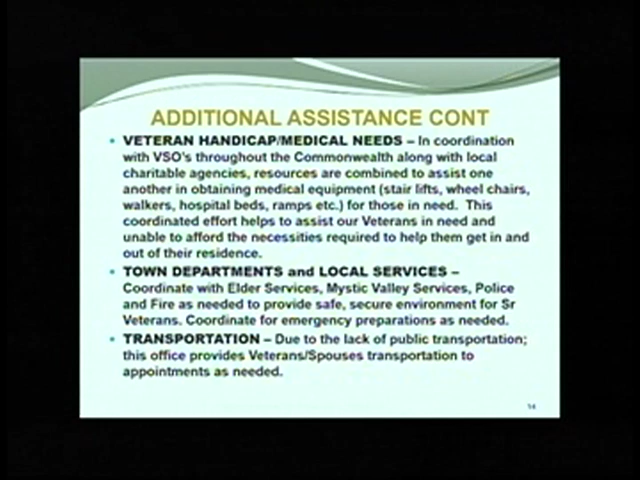 ADDITIONAL ASSISTANCE CONT
• VETERAN HANDICAP/MEDICAL NEEDS – In coordination
with VSO's throughout the Commonwealth along with local
charitable agencies, resources are combined to assist one
another in obtaining medical equipment (stair lifts, wheel chairs,
walkers, hospital beds, ramps etc.) for those in need. This
coordinated effort helps to assist our Veterans in need and
unable to afford the necessities required to help them get in and
out of their residence.
• TOWN DEPARTMENTS and LOCAL SERVICES –
Coordinate with Elder Services, Mystic Valley Services, Police
and Fire as needed to provide safe, secure environment for Sr
Veterans. Coordinate for emergency preparations as needed.
• TRANSPORTATION – Due to the lack of public transportation;
this office provides Veterans/Spouses transportation to
appointments as needed.
14